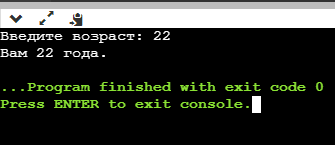 Введите возраст: 22
Вам 22 года.
...Program finished with exit code 0
Press ENTER to exit console.